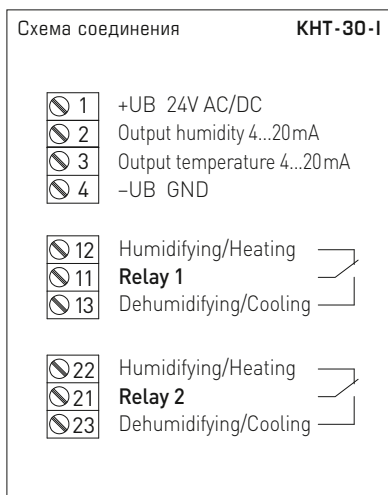 Схема соединения KHT-30-I
1 +UB 24V AC/DC
2 Output humidity 4...20mA
3 Output temperature 4...20mA
4 –UB GND
12 Humidifying/Heating
11 Relay 1
13 Dehumidifying/Cooling
22 Humidifying/Heating
21 Relay 2
23 Dehumidifying/Cooling